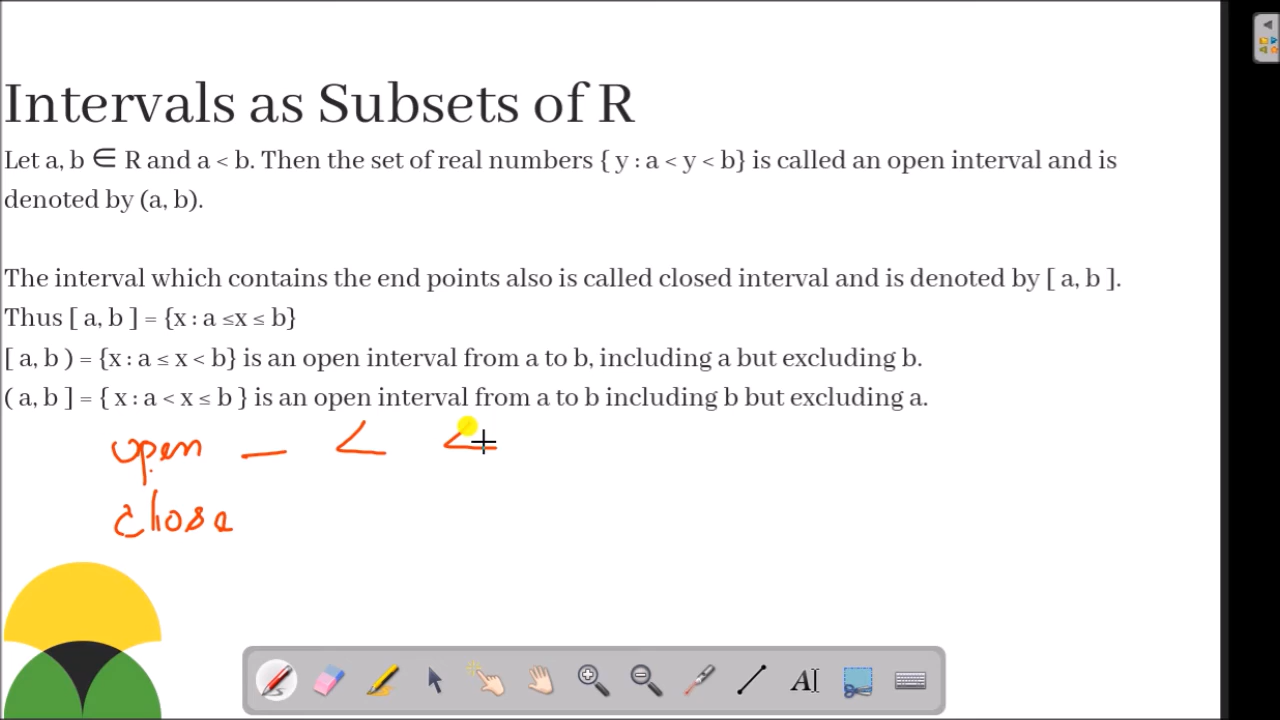 Intervals as Subsets of R
Let a, b ∈ R and a < b. Then the set of real numbers { y : a < y < b} is called an open interval and is
denoted by (a, b).
The interval which contains the end points also is called closed interval and is denoted by [ a, b ].
Thus [ a, b ] = {x : a ≤x ≤ b}
[ a, b ) = {x : a ≤ x < b} is an open interval from a to b, including a but excluding b.
( a, b ] = { x : a < x ≤ b } is an open interval from a to b including b but excluding a.
open — < <
close
A